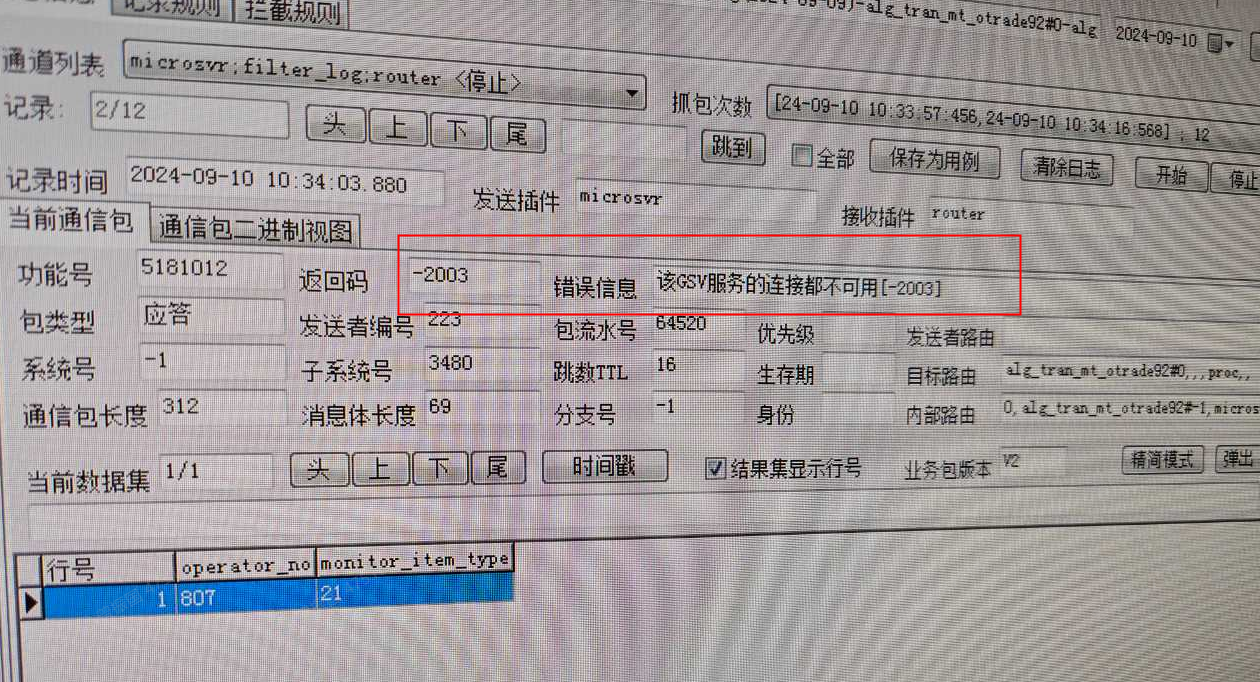 记录规则 拦截规则
-alg_tran_mt_otrade92#0-alg 2024-09-10
通道列表 microsvr;filter_log;router <停止>
记录: 2/12 头 上 下 尾 跳到
抓包次数 [24-09-10 10:33:57:456,24-09-10 10:34:16:568] ; 12
全部 保存为用例 清除日志 开始 停止
记录时间 2024-09-10 10:34:03.880 发送插件 microsvr 接收插件 router
当前通信包 通信包二进制视图
功能号 5181012 返回码 -2003 错误信息 该GSV服务的连接都不可用[-2003]
包类型 应答 发送者编号 223 包流水号 64520 优先级 发送者路由
系统号 -1 子系统号 3480 跳数TTL 16 生存期 目标路由 alg_tran_mt_otrade92#0,,,proc,,
通信包长度 312 消息体长度 69 分支号 -1 身份 内部路由 0,alg_tran_mt_otrade92#-1,micros
当前数据集 1/1 头 上 下 尾 时间戳 结果集显示行号 业务包版本 V2 精简模式 弹出
行号 operator_no monitor_item_type
1 807 21